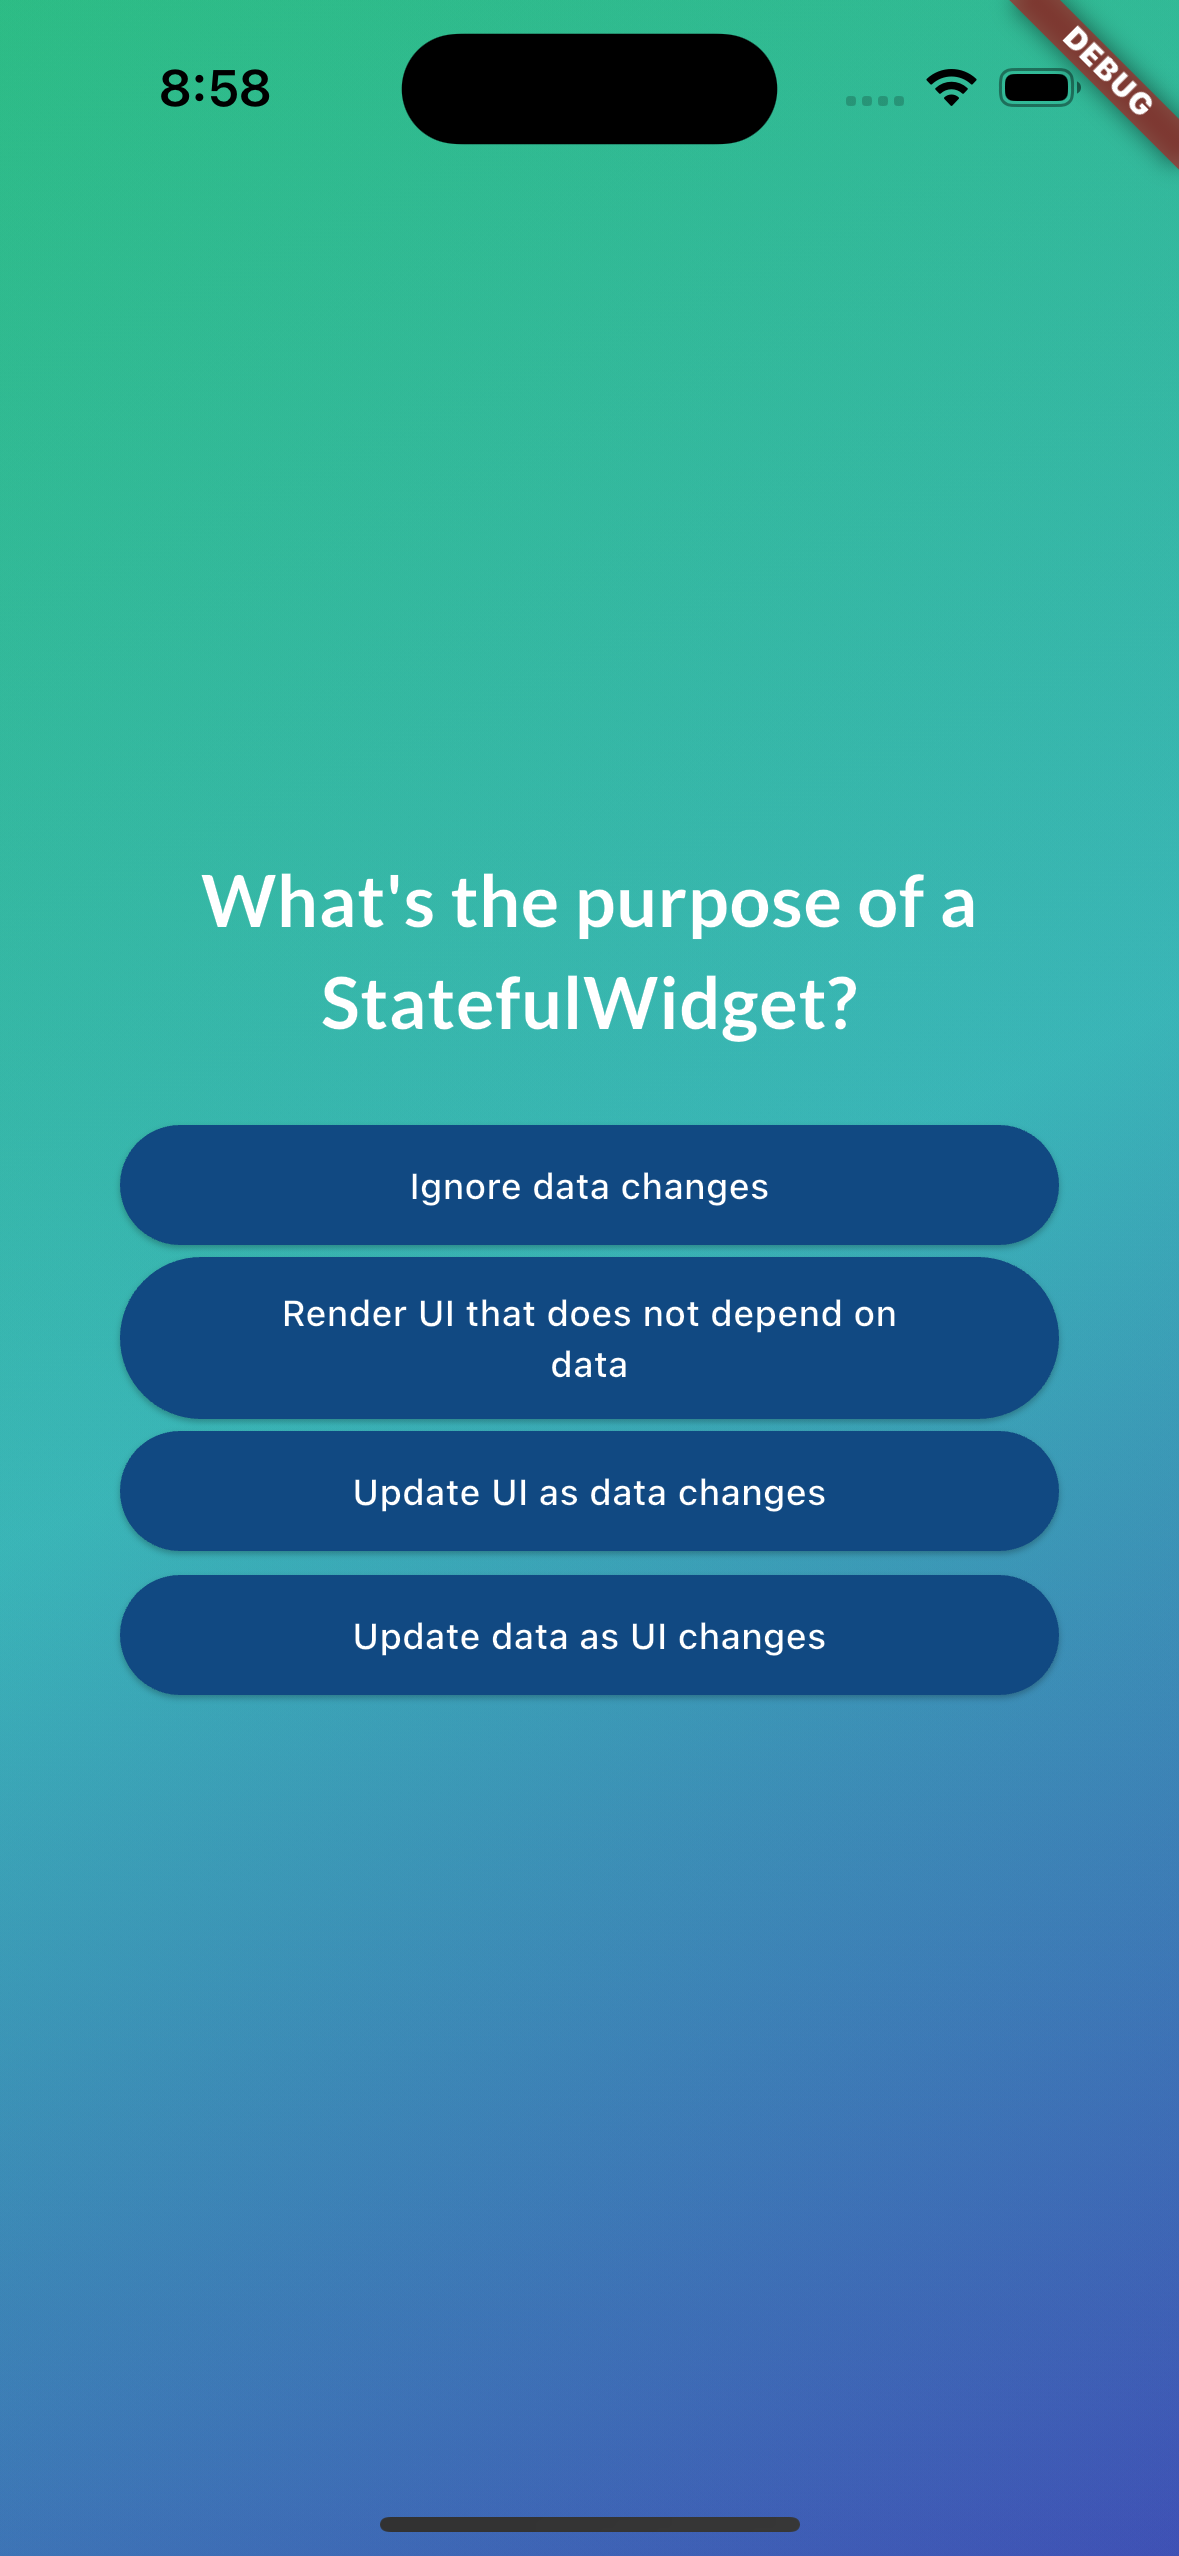 8:58
DEBUG
What's the purpose of a
StatefulWidget?
Ignore data changes
Render UI that does not depend on
data
Update UI as data changes
Update data as UI changes